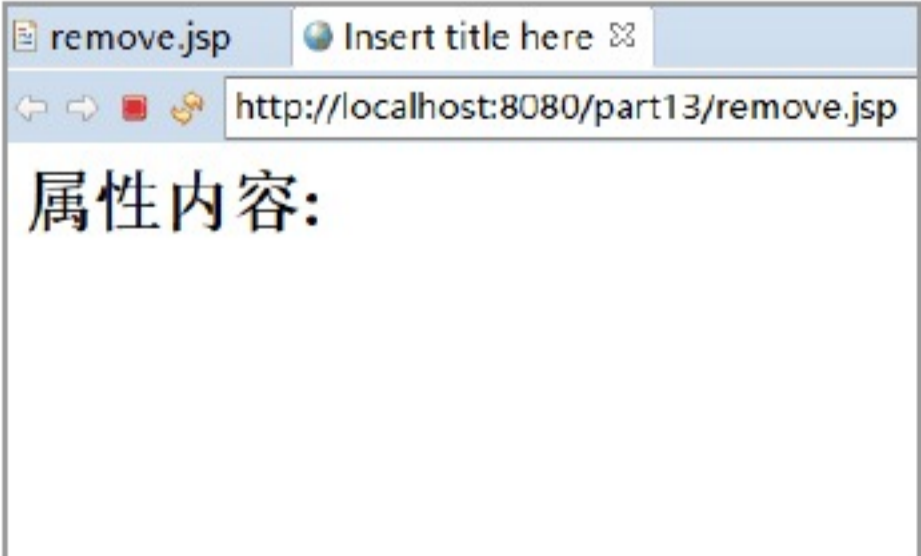 remove.jsp Insert title here
http://localhost:8080/part13/remove.jsp
属性内容: